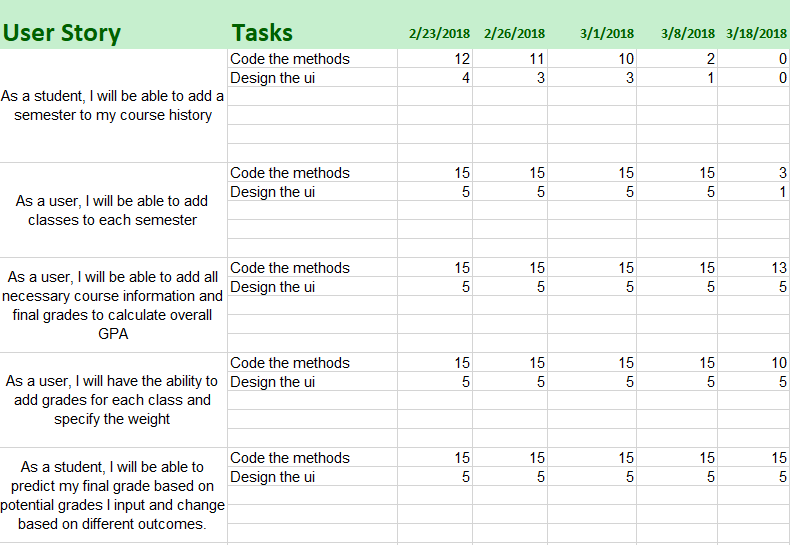 User Story Tasks 2/23/2018 2/26/2018 3/1/2018 3/8/2018 3/18/2018
As a student, I will be able to add a
semester to my course history
Code the methods 12 11 10 2 0
Design the ui 4 3 3 1 0
As a user, I will be able to add
classes to each semester
Code the methods 15 15 15 15 3
Design the ui 5 5 5 5 1
As a user, I will be able to add all
necessary course information and
final grades to calculate overall
GPA
Code the methods 15 15 15 15 13
Design the ui 5 5 5 5 5
As a user, I will have the ability to
add grades for each class and
specify the weight
Code the methods 15 15 15 15 10
Design the ui 5 5 5 5 5
As a student, I will be able to
predict my final grade based on
potential grades I input and change
based on different outcomes.
Code the methods 15 15 15 15 15
Design the ui 5 5 5 5 5